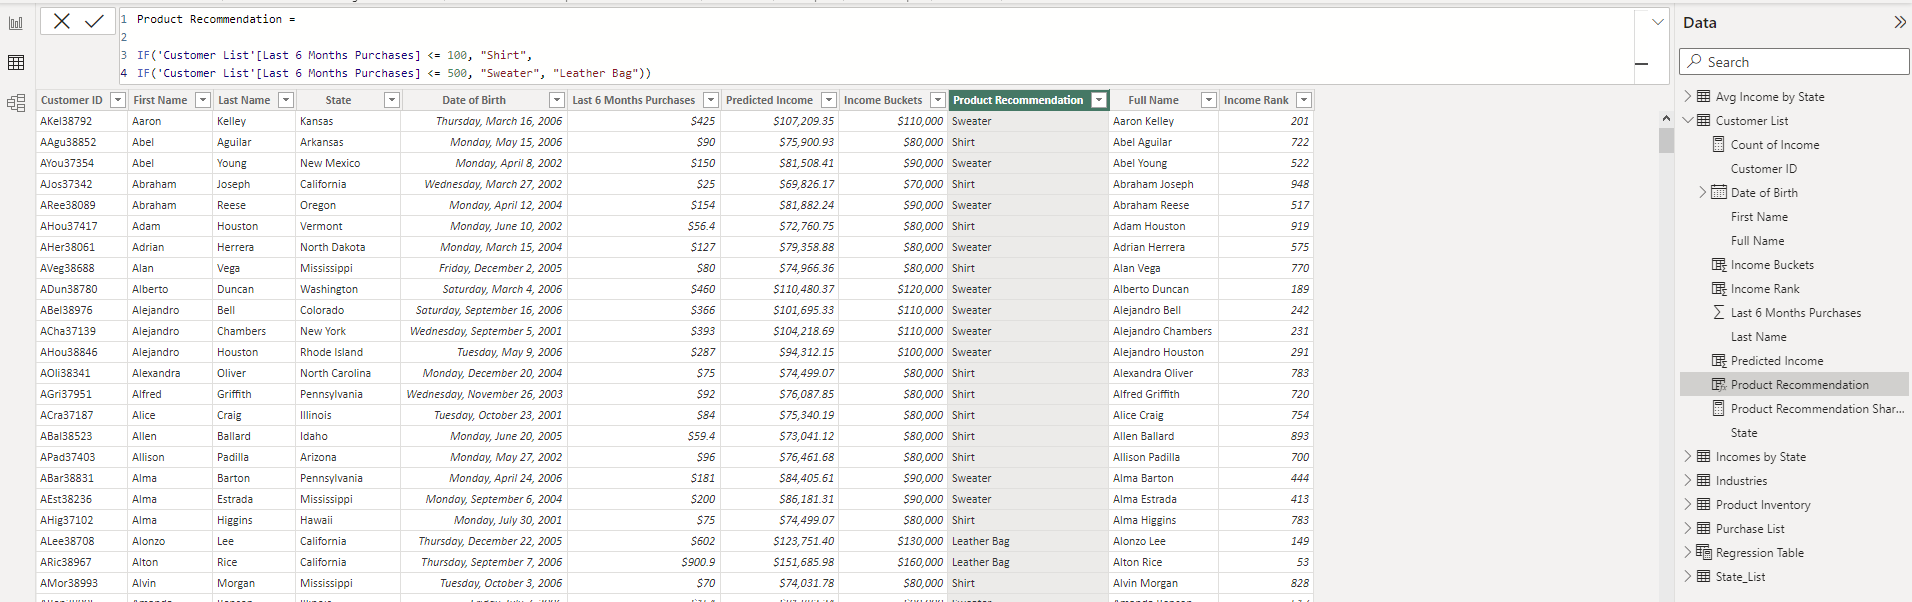 1 Product Recommendation =
2
3 IF('Customer List'[Last 6 Months Purchases] <= 100, "Shirt",
4 IF('Customer List'[Last 6 Months Purchases] <= 500, "Sweater", "Leather Bag"))
Customer ID First Name Last Name State Date of Birth Last 6 Months Purchases Predicted Income Income Buckets Product Recommendation Full Name Income Rank
AKel38792 Aaron Kelley Kansas Thursday, March 16, 2006 $425 $107,209.35 $110,000 Sweater Aaron Kelley 201
AAgu38852 Abel Aguilar Arkansas Monday, May 15, 2006 $90 $75,900.93 $80,000 Shirt Abel Aguilar 722
AYou37354 Abel Young New Mexico Monday, April 8, 2002 $150 $81,508.41 $90,000 Sweater Abel Young 522
AJos37342 Abraham Joseph California Wednesday, March 27, 2002 $25 $69,826.17 $70,000 Shirt Abraham Joseph 948
ARee38089 Abraham Reese Oregon Monday, April 12, 2004 $154 $81,882.24 $90,000 Sweater Abraham Reese 517
AHou37417 Adam Houston Vermont Monday, June 10, 2002 $56.4 $72,760.75 $80,000 Shirt Adam Houston 919
AHer38061 Adrian Herrera North Dakota Monday, March 15, 2004 $127 $79,358.88 $80,000 Sweater Adrian Herrera 575
AVeg38688 Alan Vega Mississippi Friday, December 2, 2005 $80 $74,966.36 $80,000 Shirt Alan Vega 770
ADun38780 Alberto Duncan Washington Saturday, March 4, 2006 $460 $110,480.37 $120,000 Sweater Alberto Duncan 189
ABel38976 Alejandro Bell Colorado Saturday, September 16, 2006 $366 $101,695.33 $110,000 Sweater Alejandro Bell 242
ACha37139 Alejandro Chambers New York Wednesday, September 5, 2001 $393 $104,218.69 $110,000 Sweater Alejandro Chambers 231
AHou38846 Alejandro Houston Rhode Island Tuesday, May 9, 2006 $287 $94,312.15 $100,000 Sweater Alejandro Houston 291
AOli38341 Alexandra Oliver North Carolina Monday, December 20, 2004 $75 $74,499.07 $80,000 Shirt Alexandra Oliver 783
AGri37951 Alfred Griffith Pennsylvania Wednesday, November 26, 2003 $92 $76,087.85 $80,000 Shirt Alfred Griffith 720
ACra37187 Alice Craig Illinois Tuesday, October 23, 2001 $84 $75,340.19 $80,000 Shirt Alice Craig 754
ABal38523 Allen Ballard Idaho Monday, June 20, 2005 $59.4 $73,041.12 $80,000 Shirt Allen Ballard 893
APad37403 Allison Padilla Arizona Monday, May 27, 2002 $96 $76,461.68 $80,000 Shirt Allison Padilla 700
ABar38831 Alma Barton Pennsylvania Monday, April 24, 2006 $181 $84,405.61 $90,000 Sweater Alma Barton 444
AEst38236 Alma Estrada Mississippi Monday, September 6, 2004 $200 $86,181.31 $90,000 Sweater Alma Estrada 413
AHig37102 Alma Higgins Hawaii Monday, July 30, 2001 $75 $74,499.07 $80,000 Shirt Alma Higgins 783
ALee38708 Alonzo Lee California Thursday, December 22, 2005 $602 $123,751.40 $130,000 Leather Bag Alonzo Lee 149
ARic38967 Alton Rice California Thursday, September 7, 2006 $900.9 $151,685.98 $160,000 Leather Bag Alton Rice 53
AMor38993 Alvin Morgan Mississippi Tuesday, October 3, 2006 $70 $74,031.78 $80,000 Shirt Alvin Morgan 828
Data
Search
Avg Income by State
Customer List
Count of Income
Customer ID
Date of Birth
First Name
Full Name
Income Buckets
Income Rank
Last 6 Months Purchases
Last Name
Predicted Income
Product Recommendation
Product Recommendation Shar...
State
Incomes by State
Industries
Product Inventory
Purchase List
Regression Table
State_List